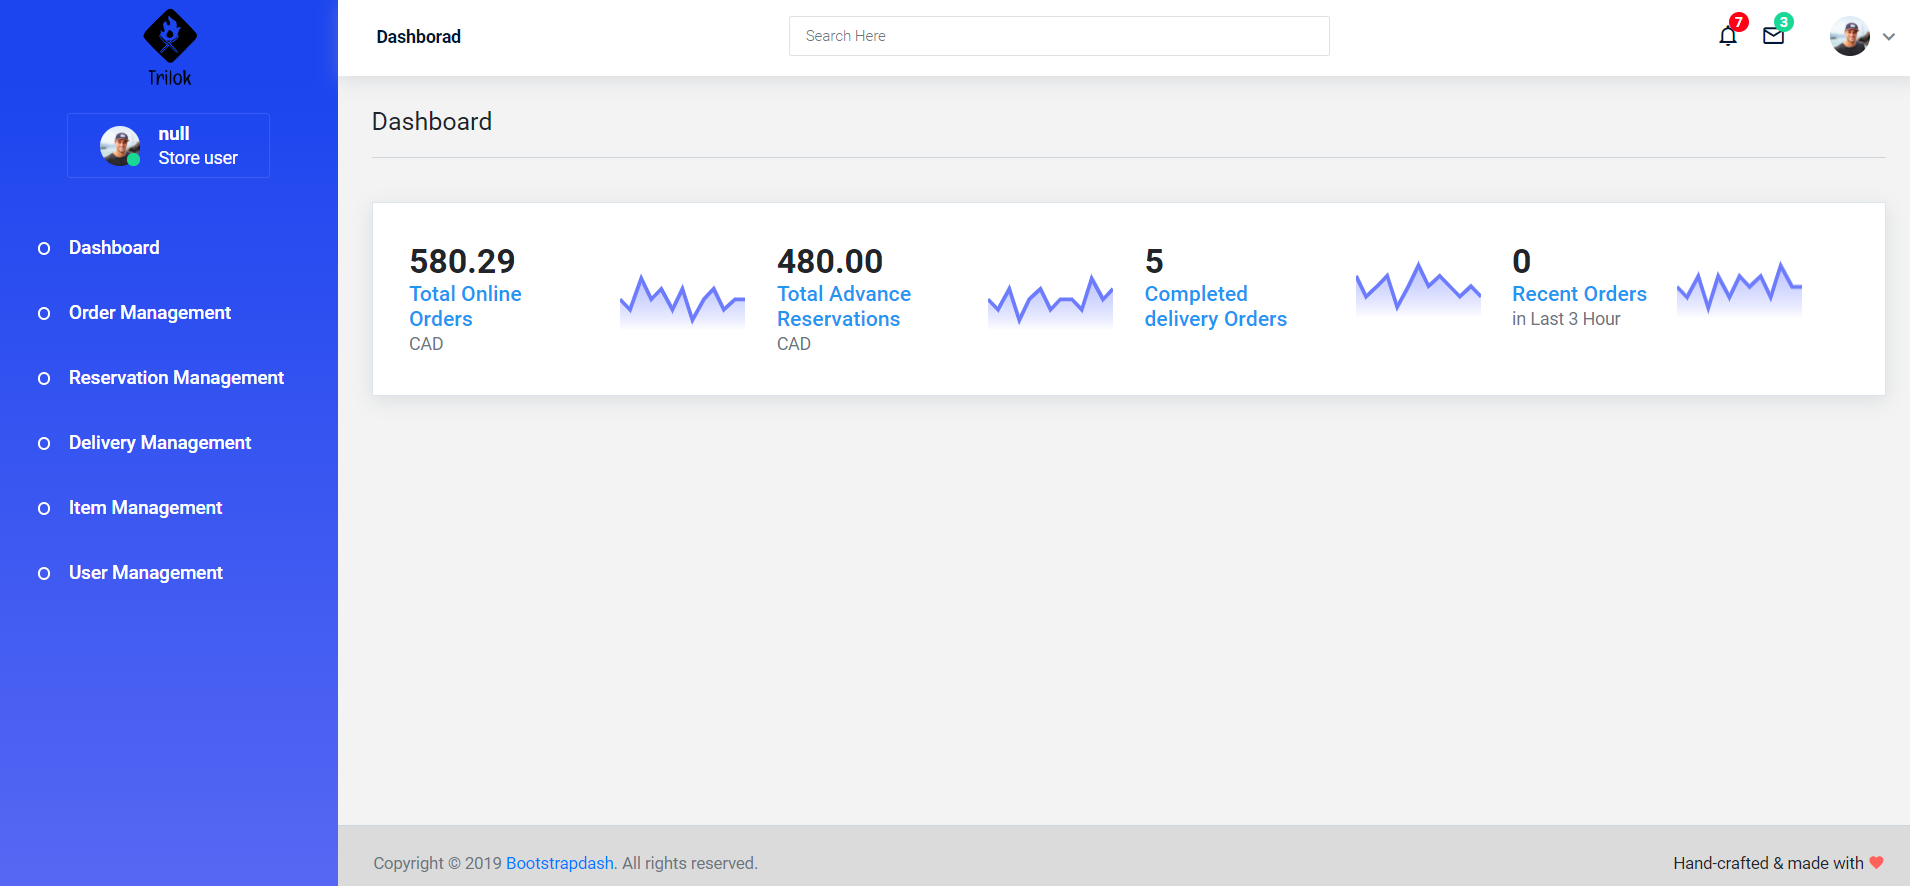 Trilok
null
Store user
Dashboard
Order Management
Reservation Management
Delivery Management
Item Management
User Management
Dashborad
Search Here
7
3
Dashboard
580.29
Total Online
Orders
CAD
480.00
Total Advance
Reservations
CAD
5
Completed
delivery Orders
0
Recent Orders
in Last 3 Hour
Copyright © 2019 Bootstrapdash. All rights reserved.
Hand-crafted & made with